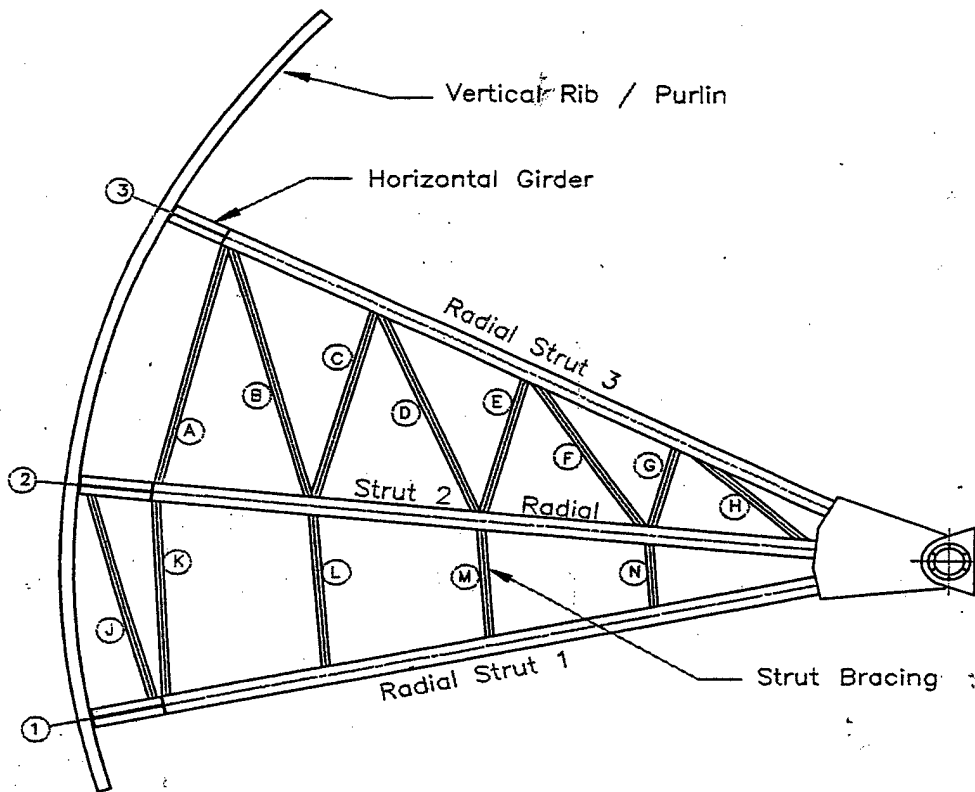 Vertical Rib / Purlin
Horizontal Girder
3
Radial Strut 3
C
E
B
D
A
F
G
2
Strut 2
Radial
H
K
L
M
N
J
Strut Bracing
Radial Strut 1
1